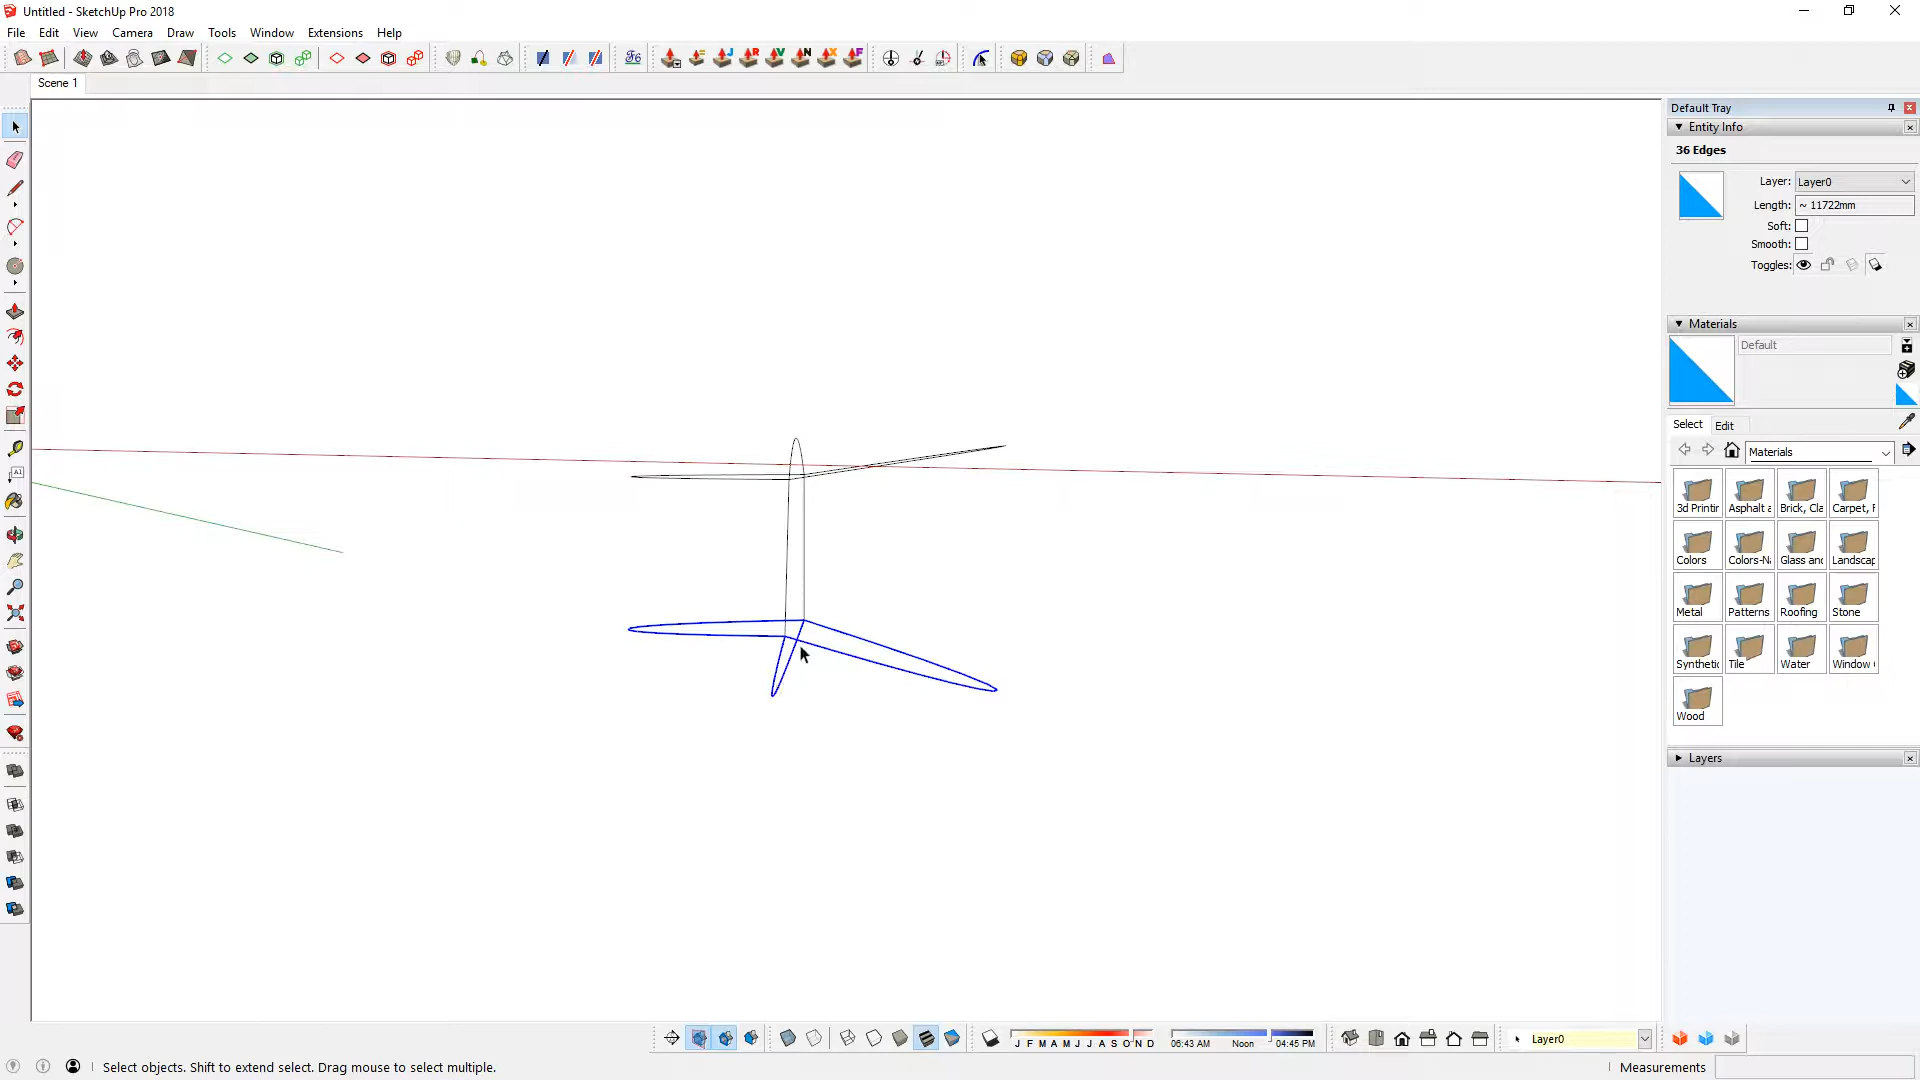 Untitled - SketchUp Pro 2018
File Edit View Camera Draw Tools Window Extensions Help
Scene 1
Default Tray
Entity Info
36 Edges
Layer: Layer0
Length: ~ 11722mm
Soft:
Smooth:
Toggles:
Materials
Default
Select Edit
Materials
3d Printin Asphalt a Brick, Cla Carpet, F
Colors Colors-Na Glass and Landscap
Metal Patterns Roofing Stone
Synthetic Tile Water Window
Wood
Layers
J F M A M J J A S O N D 06:43 AM Noon 04:45 PM Layer0
Select objects. Shift to extend select. Drag mouse to select multiple. Measurements